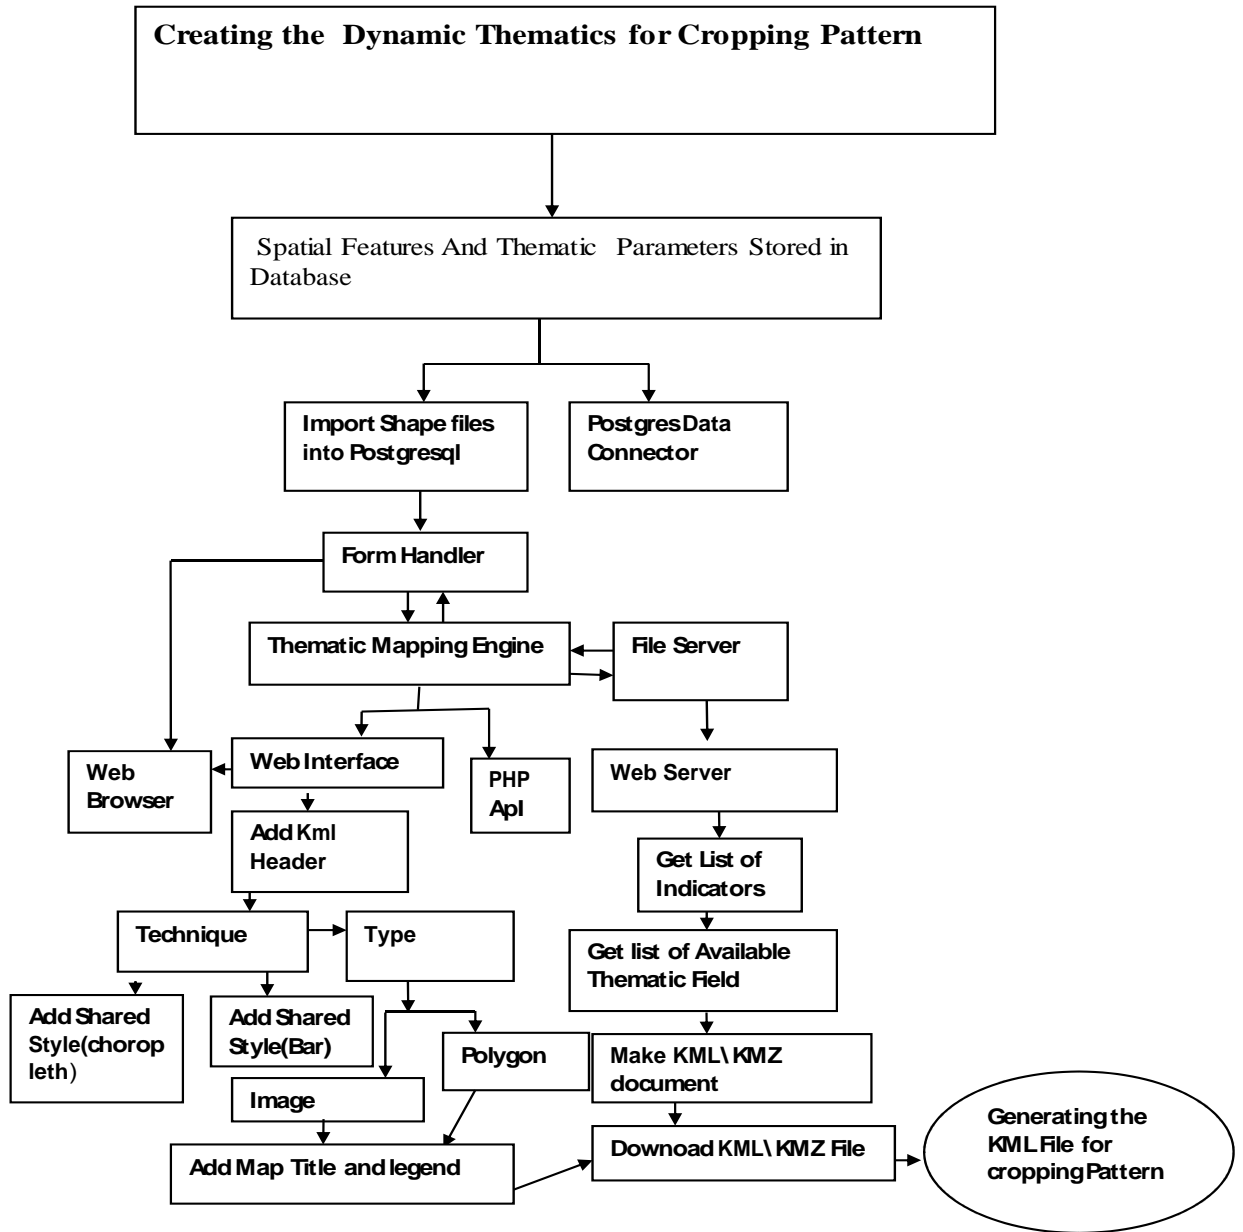 Creating the Dynamic Thematics for Cropping Pattern
Spatial Features And Thematic Parameters Stored in
Database
Import Shape files
into Postgresql
Postgres Data
Connector
Form Handler
Thematic Mapping Engine
File Server
Web Interface
Web
Browser
PHP
ApI
Web Server
Add Kml
Header
Get List of
Indicators
Technique
Type
Get list of Available
Thematic Field
Add Shared
Style(chorop
leth)
Add Shared
Style(Bar)
Polygon
Make KML\KMZ
document
Image
Generating the
KML File for
cropping Pattern
Add Map Title and legend
Downoad KML\KMZ File